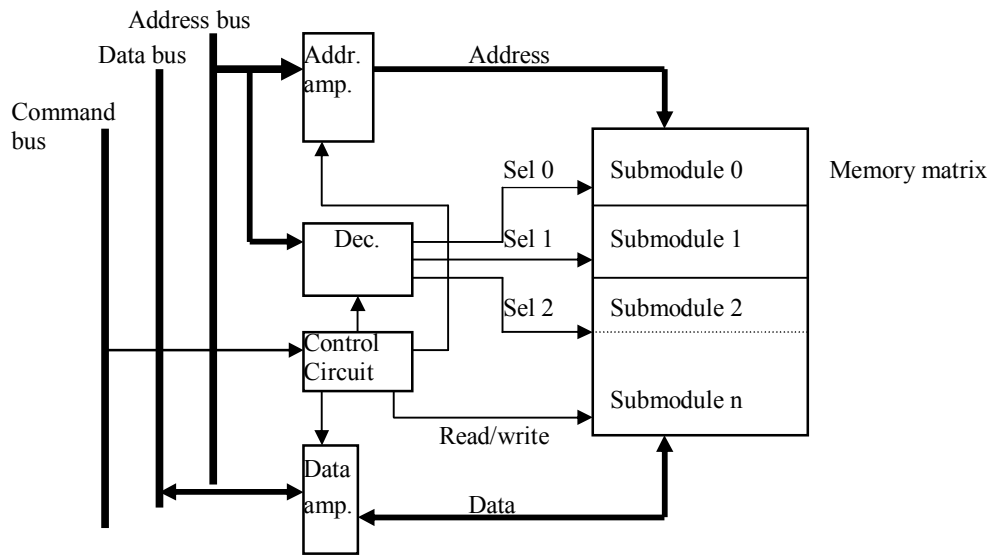 Address bus
Data bus
Command
bus
Addr.
amp.
Address
Sel 0
Submodule 0
Memory matrix
Dec.
Sel 1
Submodule 1
Sel 2
Submodule 2
Control
Circuit
Submodule n
Read/write
Data
amp.
Data